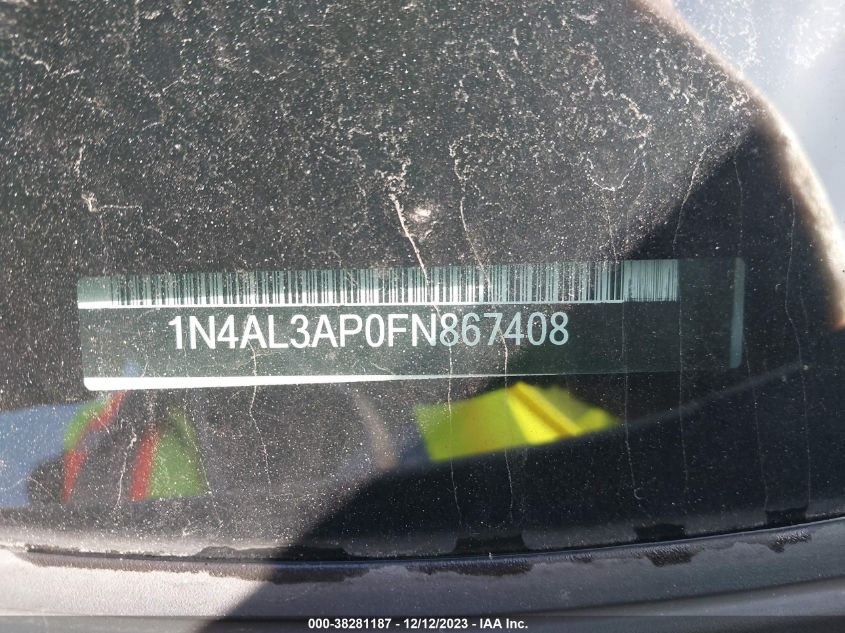 1N4AL3AP0FN867408
000-38281187 - 12/12/2023 - IAA Inc.